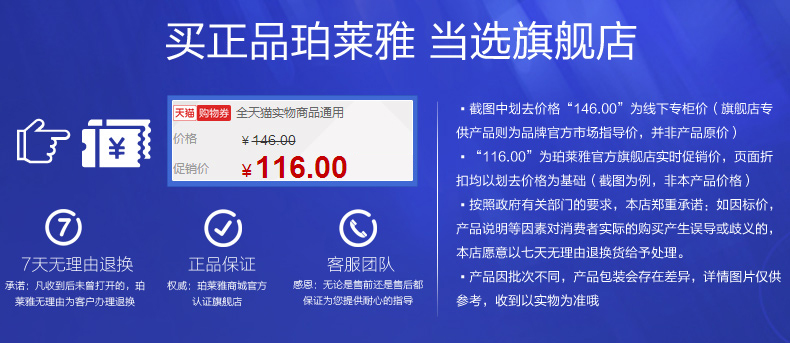 买正品珀莱雅 当选旗舰店
天猫 购物券 全天猫实物商品通用
价格 ¥146.00
促销价 ¥116.00
¥
7
7天无理由退换
承诺：凡收到后未曾打开的，珀
莱雅无理由为客户办理退换
正品保证
权威：珀莱雅商城官方
认证旗舰店
客服团队
感恩：无论是售前还是售后都
保证为您提供耐心的指导
▪截图中划去价格“146.00”为线下专柜价（旗舰店专
供产品则为品牌官方市场指导价，并非产品原价）
▪“116.00”为珀莱雅官方旗舰店实时促销价，页面折
扣均以划去价格为基础（截图为例，非本产品价格）
▪按照政府有关部门的要求，本店郑重承诺：如因标价，
产品说明等因素对消费者实际的购买产生误导或歧义的，
本店愿意以七天无理由退换货给予处理。
▪产品因批次不同，产品包装会存在差异，详情图片仅供
参考，收到以实物为准哦